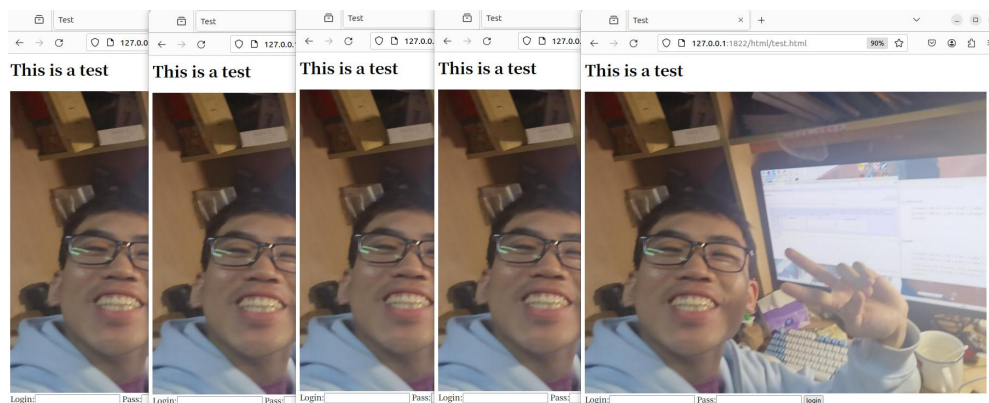 Test
Test
Test
Test
Test
127.0.0
127.0.0.
127.0.0.
127.0.0.
127.0.0.1:1822/html/test.html
90%
This is a test
This is a test
This is a test
This is a test
This is a test
Login: Pass:
Login: Pass:
Login: Pass:
Login: Pass:
Login: Pass: login